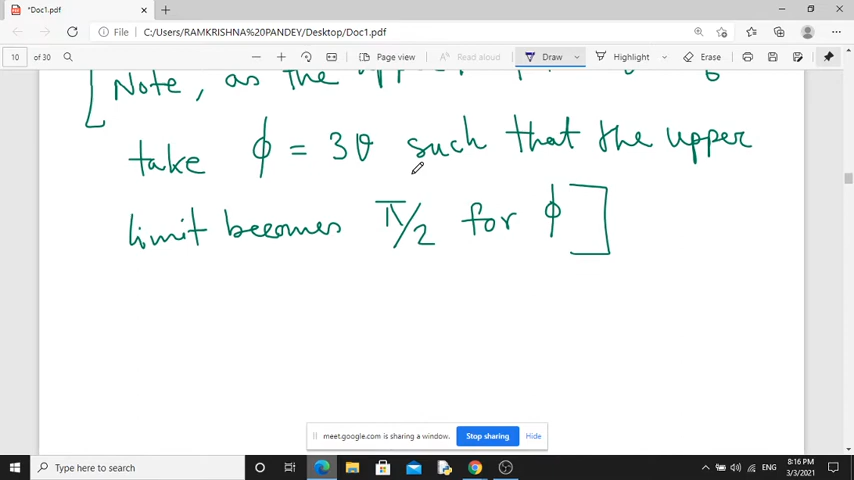 *Doc1.pdf
File C:/Users/RAMKRISHNA%20PANDEY/Desktop/Doc1.pdf
10 of 30 Page view Read aloud Draw Highlight Erase
[Note, as the upper
take ϕ = 3θ such that the upper
limit becomes π/2 for ϕ]
meet.google.com is sharing a window. Stop sharing Hide
Type here to search ENG 8:16 PM
3/3/2021